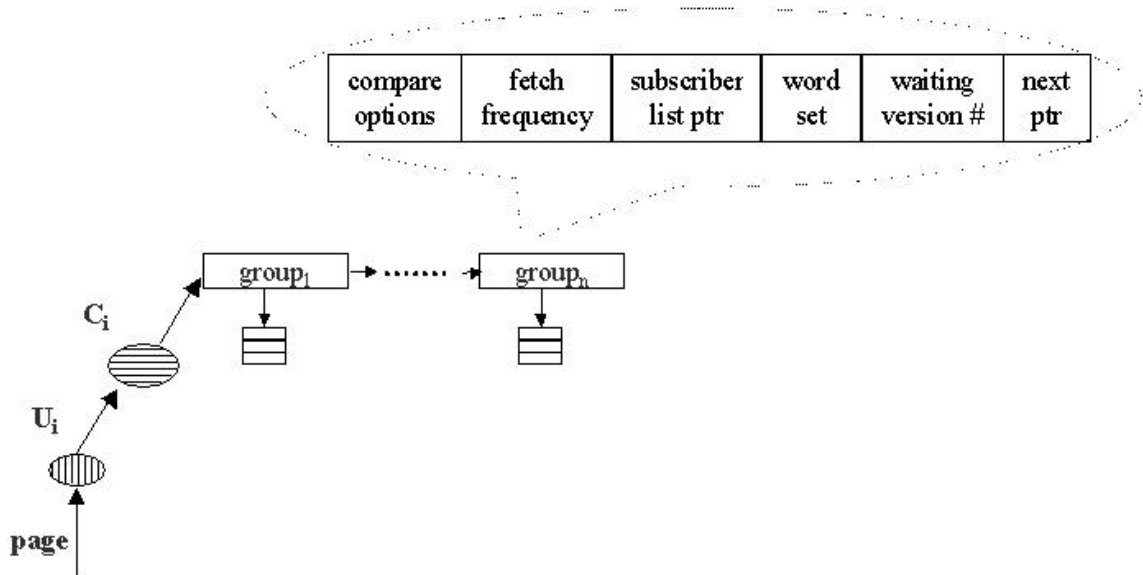 compare options
fetch frequency
subscriber list ptr
word set
waiting version #
next ptr
group1
groupn
Ci
Ui
page